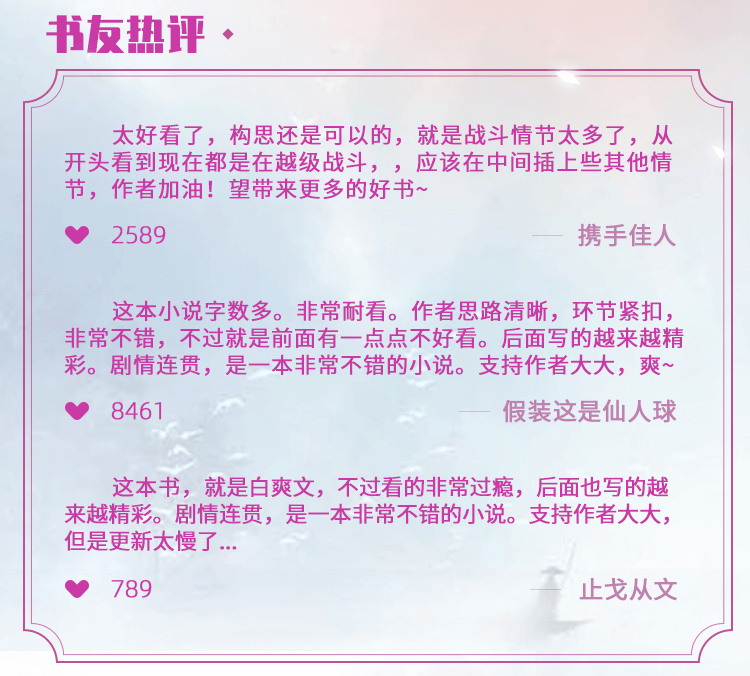 书友热评
太好看了，构思还是可以的，就是战斗情节太多了，从
开头看到现在都是在越级战斗，，应该在中间插上些其他情
节，作者加油！望带来更多的好书~
2589
携手佳人
这本小说字数多。非常耐看。作者思路清晰，环节紧扣，
非常不错，不过就是前面有一点点不好看。后面写的越来越精
彩。剧情连贯，是一本非常不错的小说。支持作者大大，爽~
8461
假装这是仙人球
这本书，就是白爽文，不过看的非常过瘾，后面也写的越
来越精彩。剧情连贯，是一本非常不错的小说。支持作者大大，
但是更新太慢了...
789
止戈从文